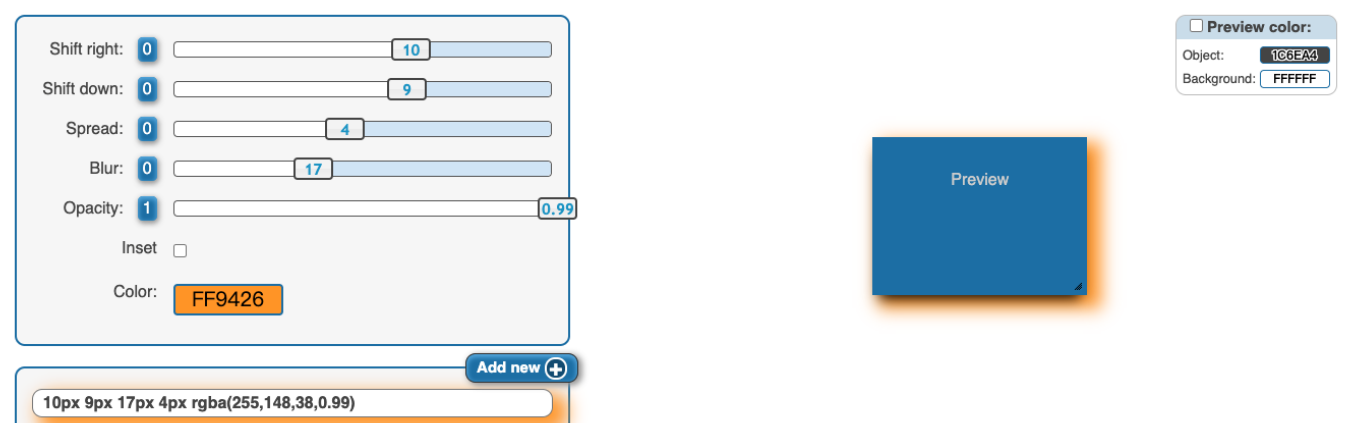 Shift right: 0 10
Shift down: 0 9
Spread: 0 4
Blur: 0 17
Opacity: 1 0.99
Inset
Color: FF9426
Add new
10px 9px 17px 4px rgba(255,148,38,0.99)
Preview
Preview color:
Object: 1C6EA4
Background: FFFFFF